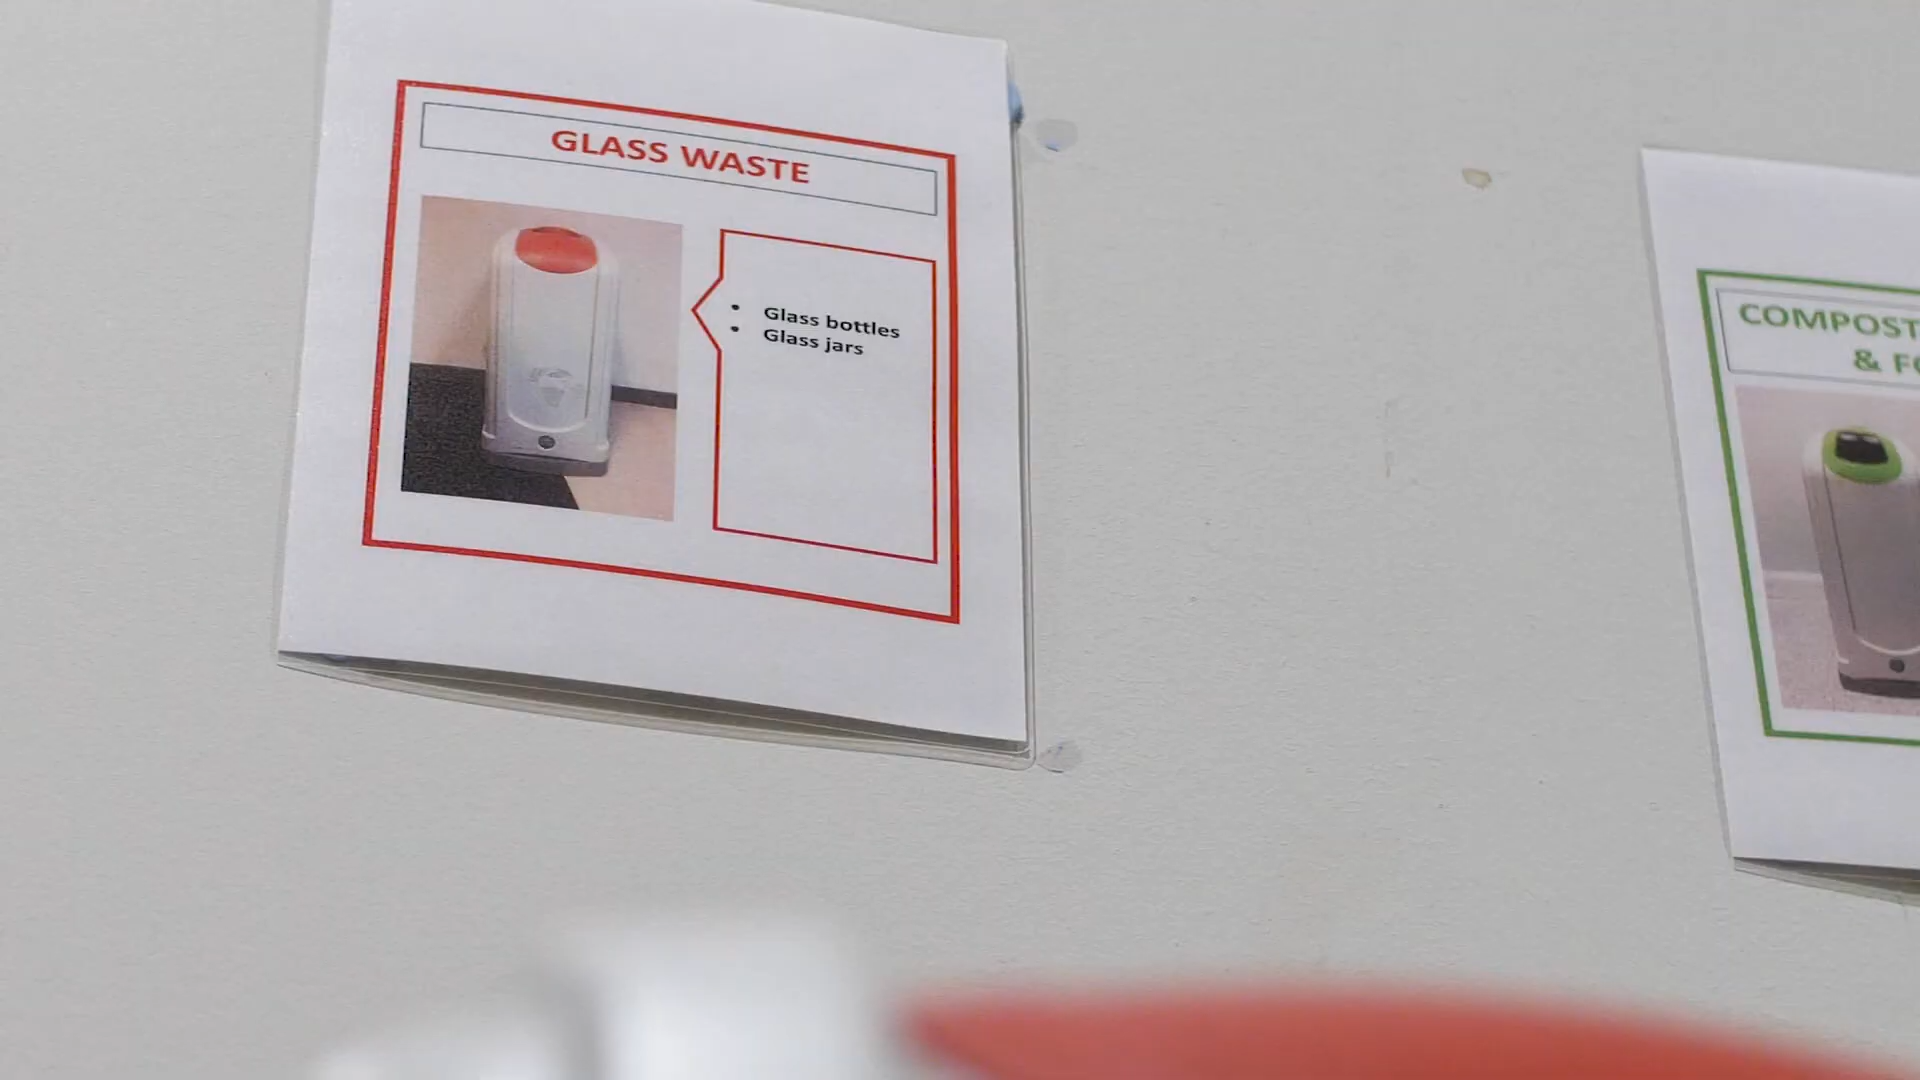 GLASS WASTE
• Glass bottles
• Glass jars
COMPOST
&